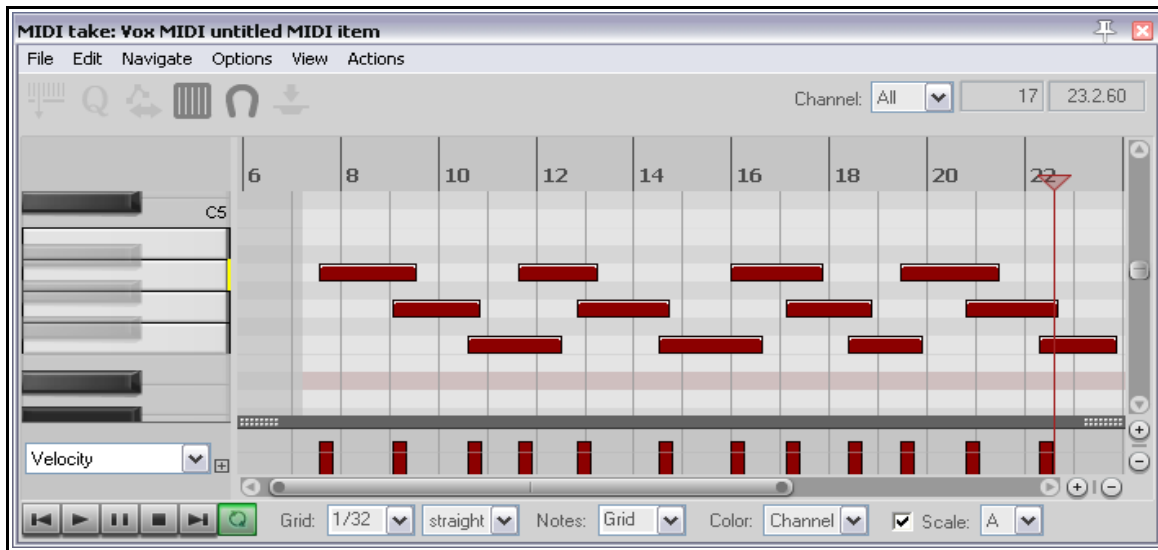 MIDI take: Vox MIDI untitled MIDI item
File Edit Navigate Options View Actions
Q Channel: All 17 23.2.60
6 8 10 12 14 16 18 20 22
C5
Velocity
Grid: 1/32 straight Notes: Grid Color: Channel Scale: A